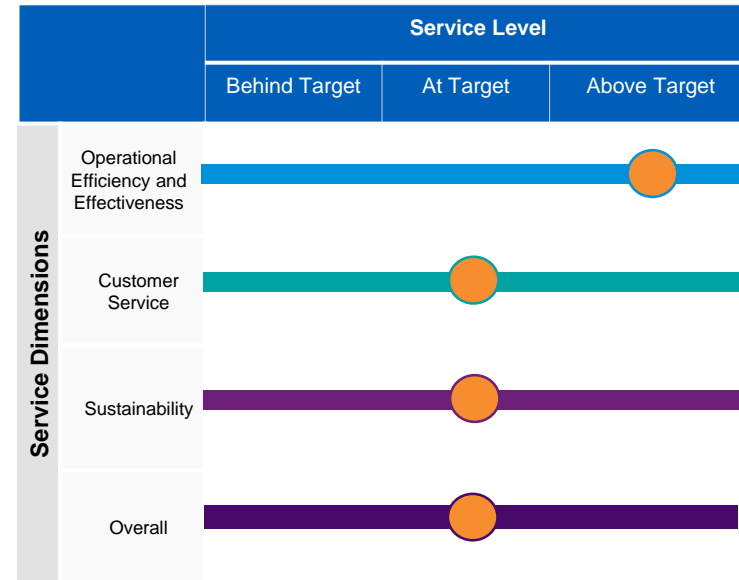 Service Level
Behind Target
At Target
Above Target
Service Dimensions
Operational
Efficiency and
Effectiveness
Customer
Service
Sustainability
Overall